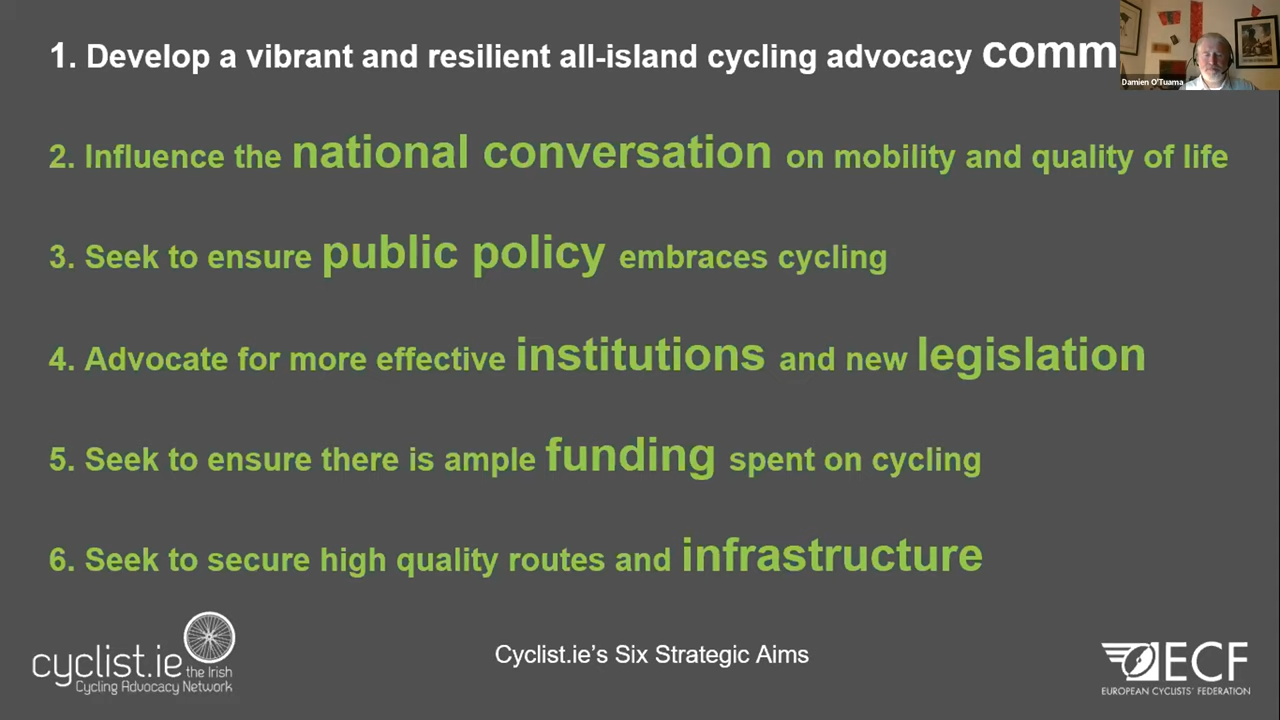 1. Develop a vibrant and resilient all-island cycling advocacy comm
Damien O'Tuama
2. Influence the national conversation on mobility and quality of life
3. Seek to ensure public policy embraces cycling
4. Advocate for more effective institutions and new legislation
5. Seek to ensure there is ample funding spent on cycling
6. Seek to secure high quality routes and infrastructure
cyclist.ie
the Irish
Cycling Advocacy Network
Cyclist.ie’s Six Strategic Aims
ECF
EUROPEAN CYCLISTS' FEDERATION